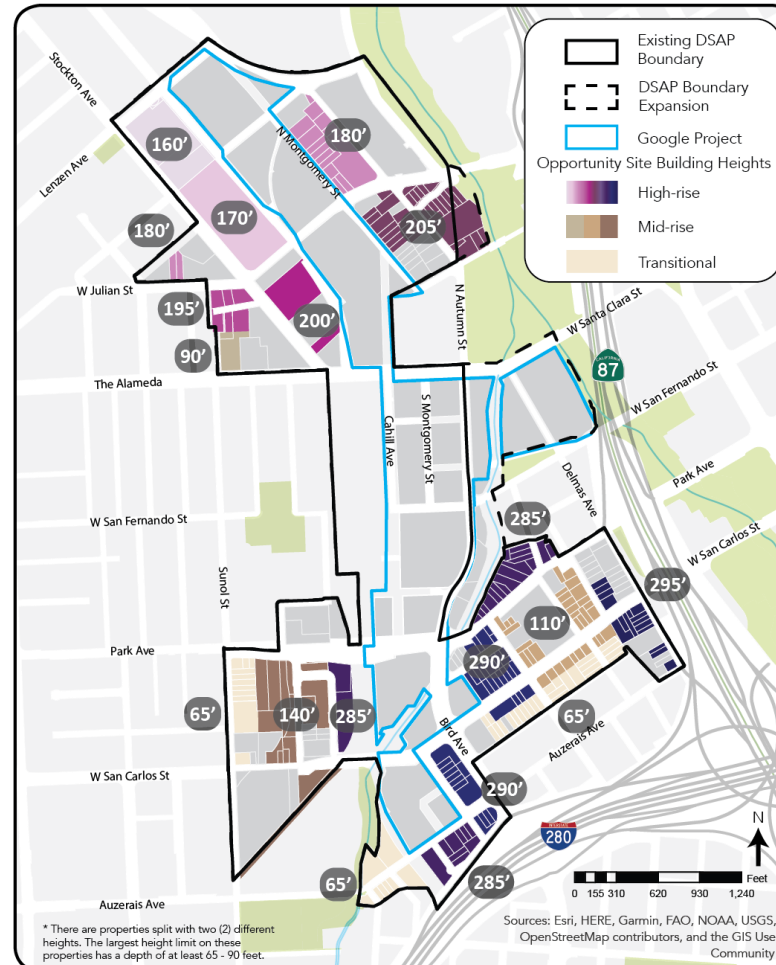 Existing DSAP
Boundary
DSAP Boundary
Expansion
Google Project
Opportunity Site Building Heights
High-rise
Mid-rise
Transitional
Stockton Ave
160’
Lenzen Ave
N Montgomery St
180’
170’
180’
205’
W Julian St
195’
200’
N Autumn St
W Santa Clara St
90’
CALIFORNIA
87
The Alameda
W San Fernando St
Cahill Ave
S Montgomery St
Park Ave
Delmas Ave
W San Fernando St
285’
W San Carlos St
Sunol St
295’
110’
Park Ave
290’
65’
140’
285’
65’
Bird Ave
Auzerais Ave
W San Carlos St
290’
INTERSTATE
280
N
65’
285’
Feet
0 155 310 620 930 1,240
Auzerais Ave
* There are properties split with two (2) different
heights. The largest height limit on these
properties has a depth of at least 65 - 90 feet.
Sources: Esri, HERE, Garmin, FAO, NOAA, USGS,
OpenStreetMap contributors, and the GIS Use
Community